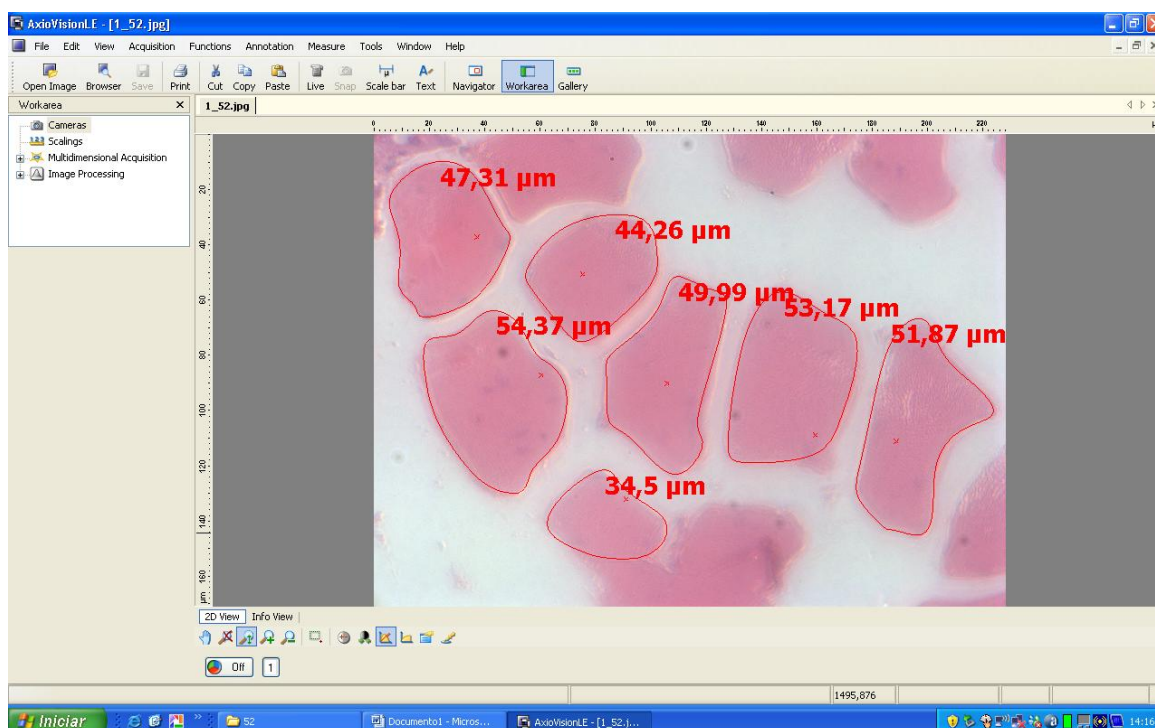 AxioVisionLE - [1_52.jpg]
File Edit View Acquisition Functions Annotation Measure Tools Window Help
Open Image Browser Save Print Cut Copy Paste Live Snap Scale bar Text Navigator Workarea Gallery
Workarea
1_52.jpg
Cameras
Scalings
Multidimensional Acquisition
Image Processing
0 20 40 60 80 100 120 140 160 180 200 220
20
40
60
80
100
120
140
160
µm
47,31 µm
44,26 µm
49,99 µm
53,17 µm
54,37 µm
51,87 µm
34,5 µm
2D View Info View
Off 1
1495,876
Iniciar 52 Documento1 - Micros... AxioVisionLE - [1_52.j... 14:16